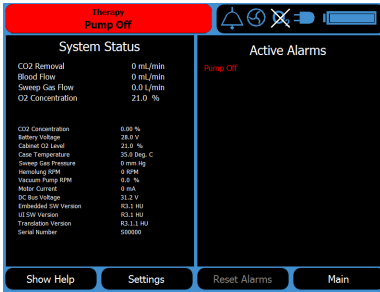 Therapy
Pump Off
System Status
CO2 Removal 0 mL/min
Blood Flow 0 mL/min
Sweep Gas Flow 0.0 L/min
O2 Concentration 21.0 %
CO2 Concentration 0.00 %
Battery Voltage 28.0 V
Cabinet O2 Level 21.0 %
Case Temperature 35.0 Deg. C
Sweep Gas Pressure 0 mm Hg
Hemolung RPM 0 RPM
Vacuum Pump RPM 0.0 %
Motor Current 0 mA
DC Bus Voltage 31.2 V
Embedded SW Version R3.1 HU
UI SW Version R3.1 HU
Translation Version R3.1.1 HU
Serial Number S00000
Active Alarms
Pump Off
Show Help
Settings
Reset Alarms
Main